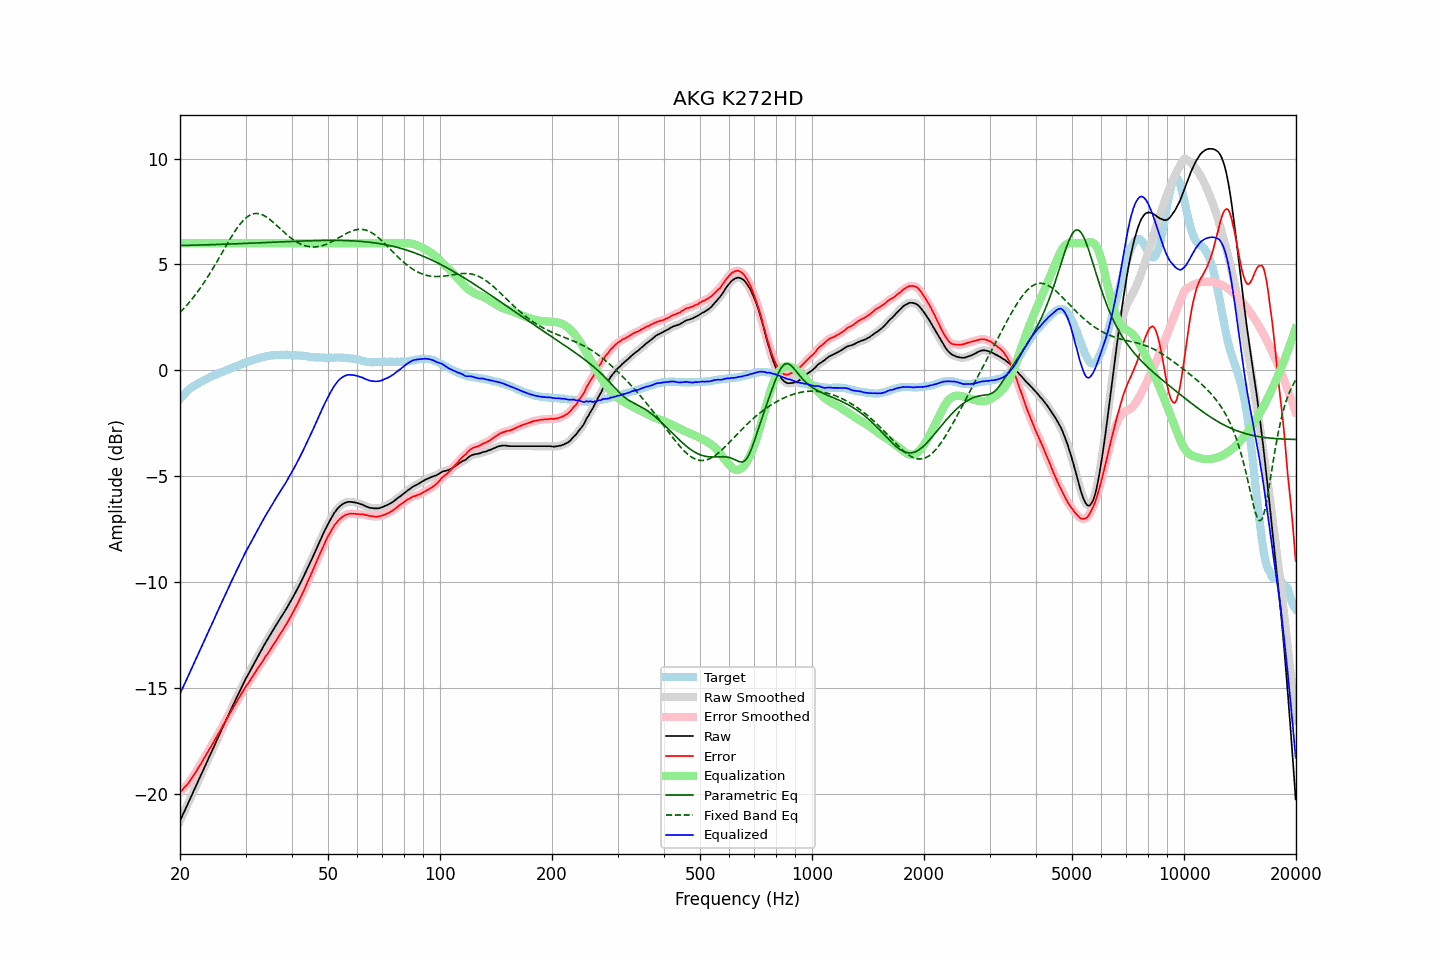 AKG K272HD
Amplitude (dBr)
10
5
0
−5
−10
−15
−20
Target
Raw Smoothed
Error Smoothed
Raw
Error
Equalization
Parametric Eq
Fixed Band Eq
Equalized
20 50 100 200 500 1000 2000 5000 10000 20000
Frequency (Hz)